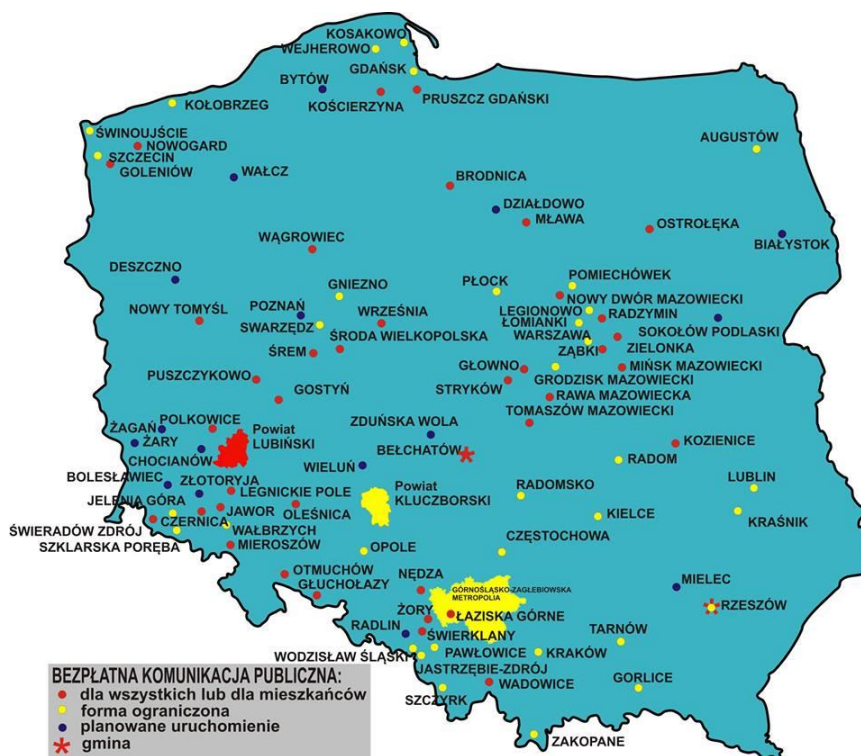 KOSAKOWO
WEJHEROWO
GDAŃSK
BYTÓW
KOŚCIERZYNA
PRUSZCZ GDAŃSKI
KOŁOBRZEG
ŚWINOUJŚCIE
NOWOGARD
SZCZECIN
GOLENIÓW
WAŁCZ
AUGUSTÓW
BRODNICA
DZIAŁDOWO
MŁAWA
OSTROŁĘKA
BIAŁYSTOK
WĄGROWIEC
DESZCZNO
GNIEZNO
PŁOCK
POMIECHÓWEK
NOWY DWÓR MAZOWIECKI
NOWY TOMYŚL
POZNAŃ
WRZEŚNIA
LEGIONOWO
RADZYMIN
SWARZĘDZ
ŁOMIANKI
ŚRODA WIELKOPOLSKA
WARSZAWA
SOKOŁÓW PODLASKI
ŚREM
ZĄBKI
ZIELONKA
GŁOWNO
MIŃSK MAZOWIECKI
PUSZCZYKOWO
STRYKÓW
GRODZISK MAZOWIECKI
GOSTYŃ
RAWA MAZOWIECKA
TOMASZÓW MAZOWIECKI
ŻAGAŃ
POLKOWICE
Powiat
LUBIŃSKI
ZDUŃSKA WOLA
ŻARY
BEŁCHATÓW
KOZIENICE
CHOCIANÓW
WIELUŃ
RADOM
BOLESŁAWIEC
ZŁOTORYJA
Powiat
KLUCZBORSKI
LUBLIN
JELENIA GÓRA
LEGNICKIE POLE
RADOMSKO
JAWOR
OLEŚNICA
KIELCE
KRAŚNIK
CZERNICA
ŚWIERADÓW ZDRÓJ
WAŁBRZYCH
SZKLARSKA PORĘBA
MIEROSZÓW
OPOLE
CZĘSTOCHOWA
OTMUCHÓW
NĘDZA
GÓRNOŚLĄSKO-ZAGŁĘBIOWSKA
METROPOLIA
MIELEC
GŁUCHOŁAZY
ŻORY
ŁAZISKA GÓRNE
RZESZÓW
RADLIN
ŚWIERKLANY
TARNÓW
WODZISŁAW ŚLĄSKI
PAWŁOWICE
KRAKÓW
JASTRZĘBIE-ZDRÓJ
GORLICE
SZCZYRK
WADOWICE
ZAKOPANE
BEZPŁATNA KOMUNIKACJA PUBLICZNA:
dla wszystkich lub dla mieszkańców
forma ograniczona
planowane uruchomienie
gmina